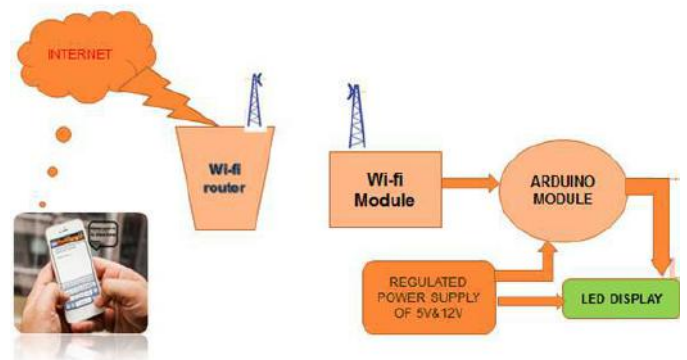 INTERNET
Wi-fi
router
Wi-fi
Module
ARDUINO
MODULE
REGULATED
POWER SUPPLY
OF 5V&12V
LED DISPLAY